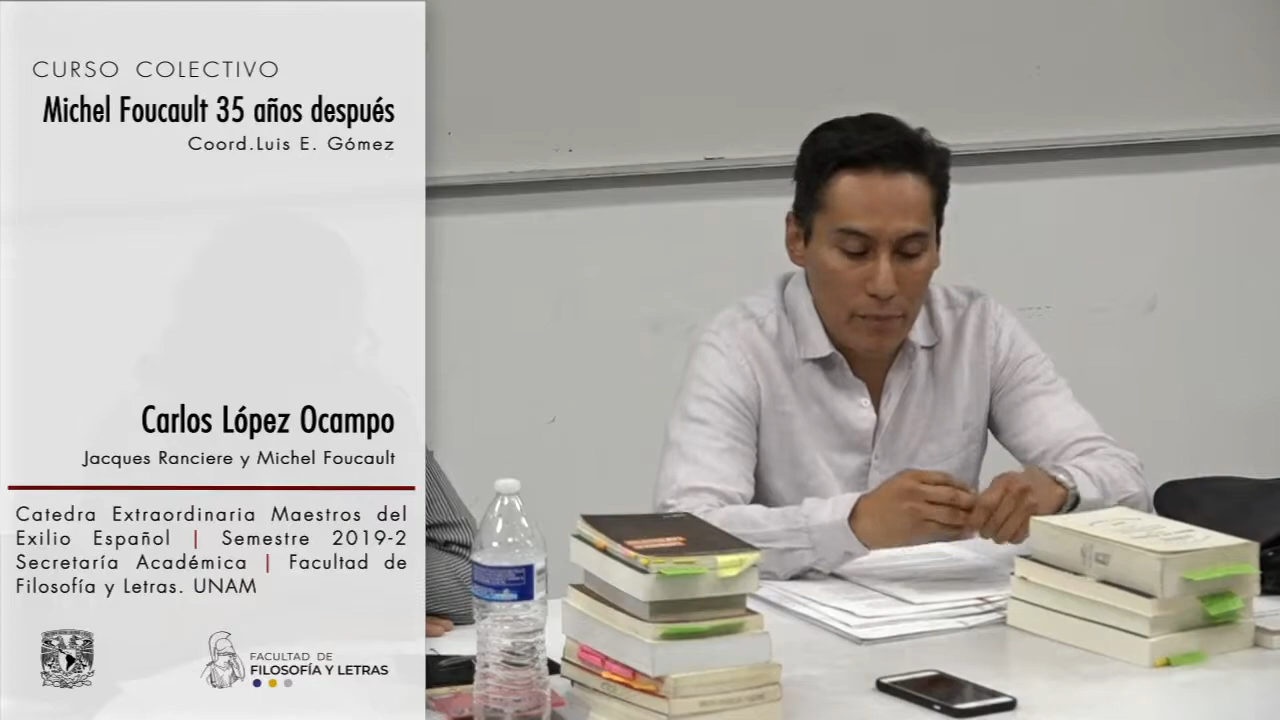 CURSO COLECTIVO
Michel Foucault 35 años después
Coord.Luis E. Gómez
Carlos López Ocampo
Jacques Ranciere y Michel Foucault
Catedra Extraordinaria Maestros del
Exilio Español | Semestre 2019-2
Secretaría Académica | Facultad de
Filosofía y Letras. UNAM
FACULTAD DE
FILOSOFÍA Y LETRAS